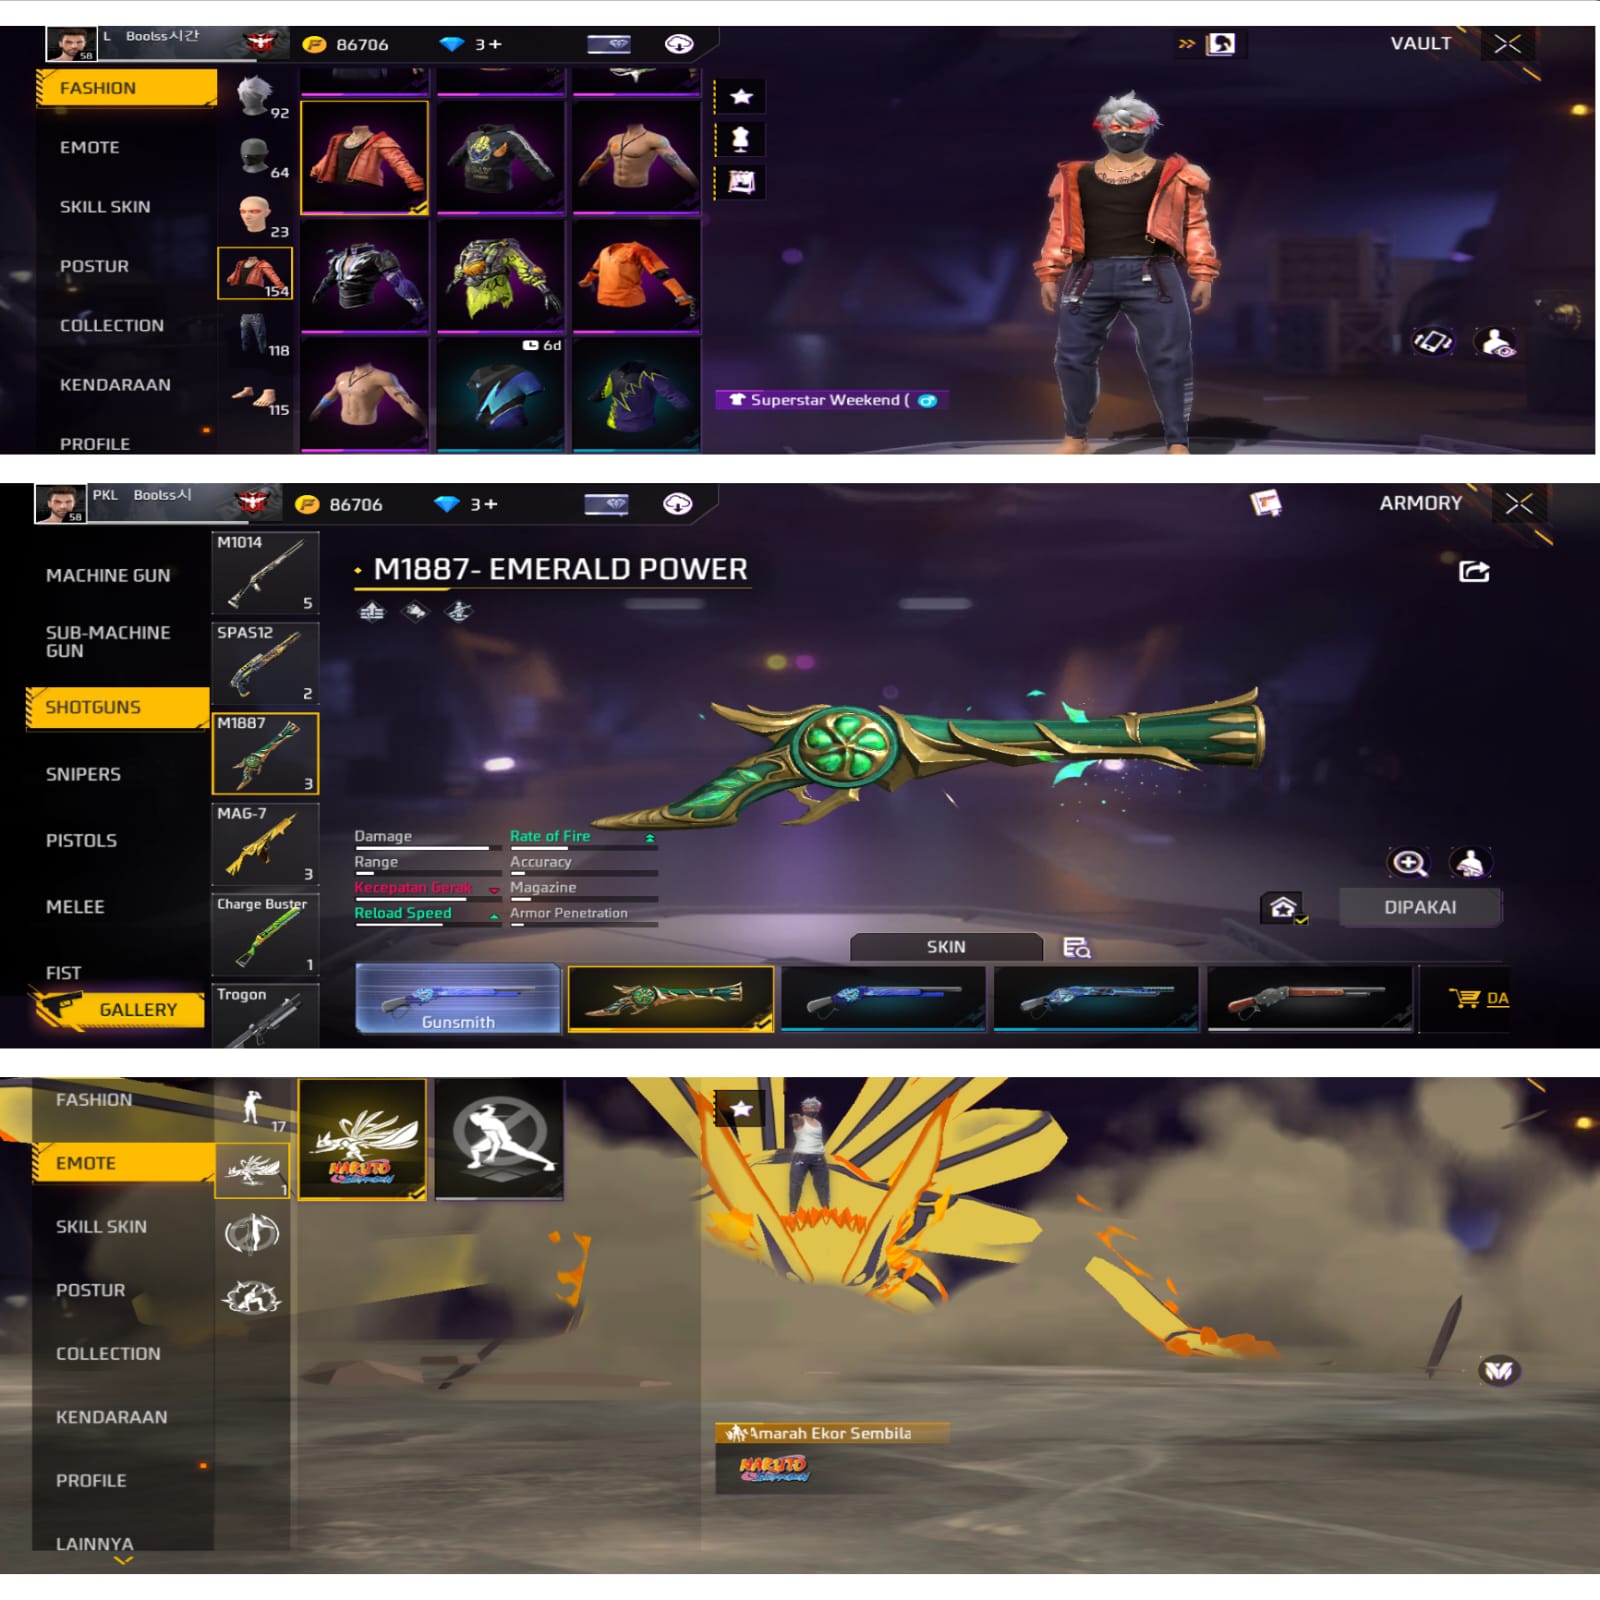 L Boolss시간
58
86706
3+
VAULT
FASHION
92
EMOTE
64
SKILL SKIN
23
POSTUR
154
COLLECTION
118
KENDARAAN
115
PROFILE
6d
Superstar Weekend (
PKL Boolss시
58
86706
3+
ARMORY
MACHINE GUN
SUB-MACHINE
GUN
SHOTGUNS
SNIPERS
PISTOLS
MELEE
FIST
GALLERY
M1014
5
SPAS12
2
M1887
3
MAG-7
3
Charge Buster
1
Trogon
M1887- EMERALD POWER
Damage
Rate of Fire
Range
Accuracy
Kecepatan Gerak
Magazine
Reload Speed
Armor Penetration
DIPAKAI
SKIN
Gunsmith
DA
FASHION
17
EMOTE
1
SKILL SKIN
POSTUR
COLLECTION
KENDARAAN
PROFILE
LAINNYA
NARUTO
Amarah Ekor Sembila
NARUTO